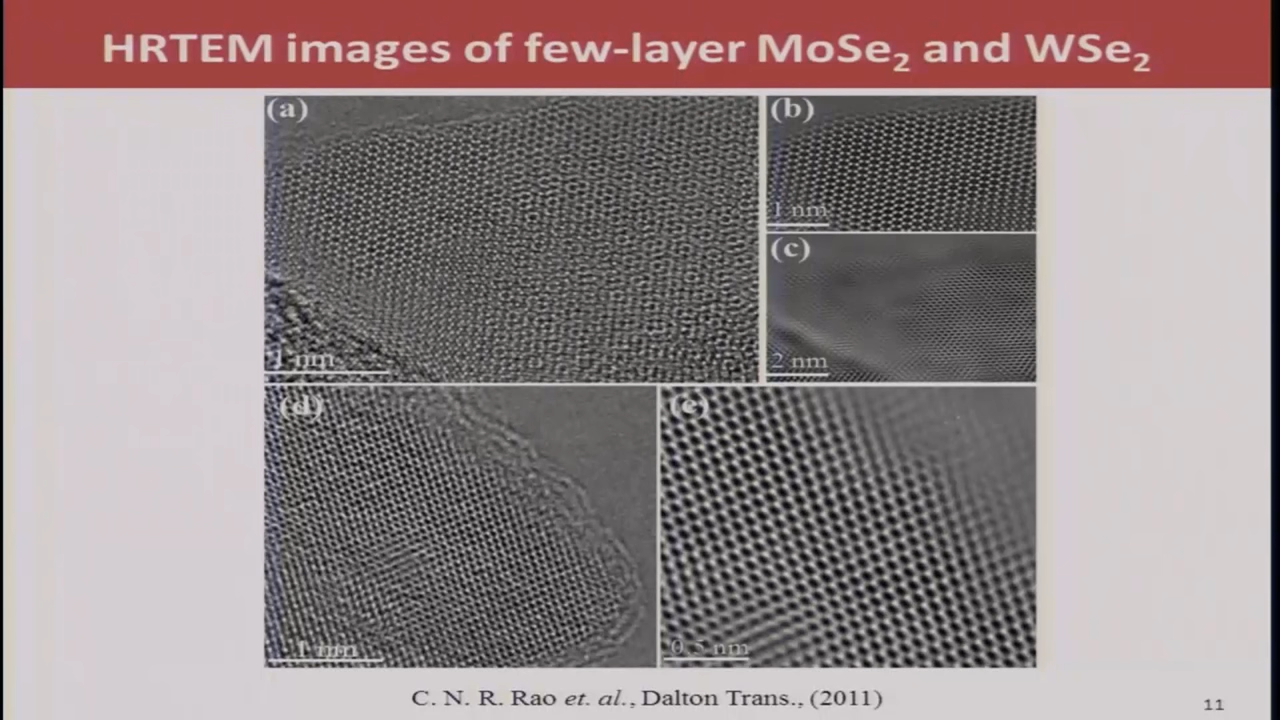 HRTEM images of few-layer MoSe₂ and WSe₂
(a)
(b)
1 nm
(c)
1 nm
2 nm
(d)
(e)
1 nm
0.5 nm
C. N. R. Rao et. al., Dalton Trans., (2011)
11